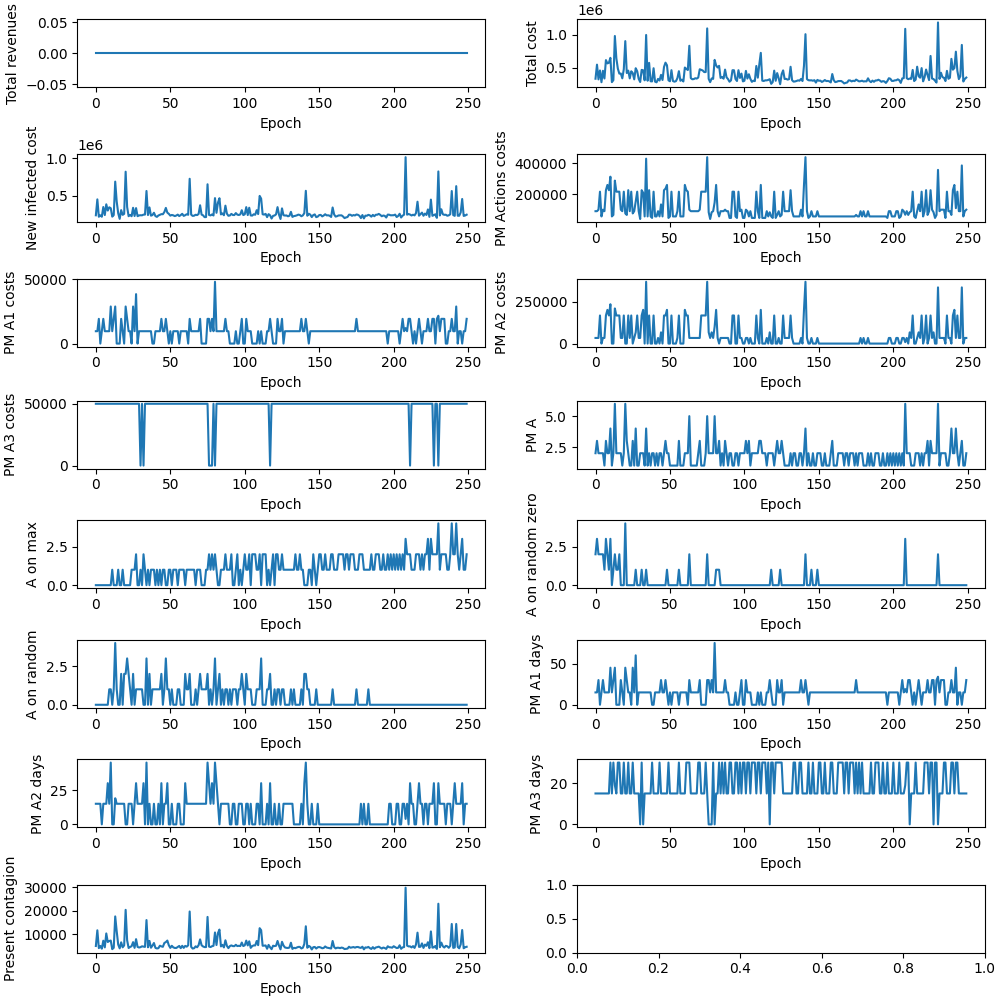 Total revenues
0.05
0.00
−0.05
0 50 100 150 200 250
Epoch
1e6
Total cost
1.0
0.5
0 50 100 150 200 250
Epoch
1e6
New infected cost
1.0
0.5
0 50 100 150 200 250
Epoch
PM Actions costs
400000
200000
0 50 100 150 200 250
Epoch
PM A1 costs
50000
0
0 50 100 150 200 250
Epoch
PM A2 costs
250000
0
0 50 100 150 200 250
Epoch
PM A3 costs
50000
0
0 50 100 150 200 250
Epoch
PM A
5.0
2.5
0 50 100 150 200 250
Epoch
A on max
2.5
0.0
0 50 100 150 200 250
Epoch
A on random zero
2.5
0.0
0 50 100 150 200 250
Epoch
A on random
2.5
0.0
0 50 100 150 200 250
Epoch
PM A1 days
50
0
0 50 100 150 200 250
Epoch
PM A2 days
25
0
0 50 100 150 200 250
Epoch
PM A3 days
20
0
0 50 100 150 200 250
Epoch
Present contagion
30000
20000
10000
0 50 100 150 200 250
Epoch
1.0
0.5
0.0
0.0 0.2 0.4 0.6 0.8 1.0